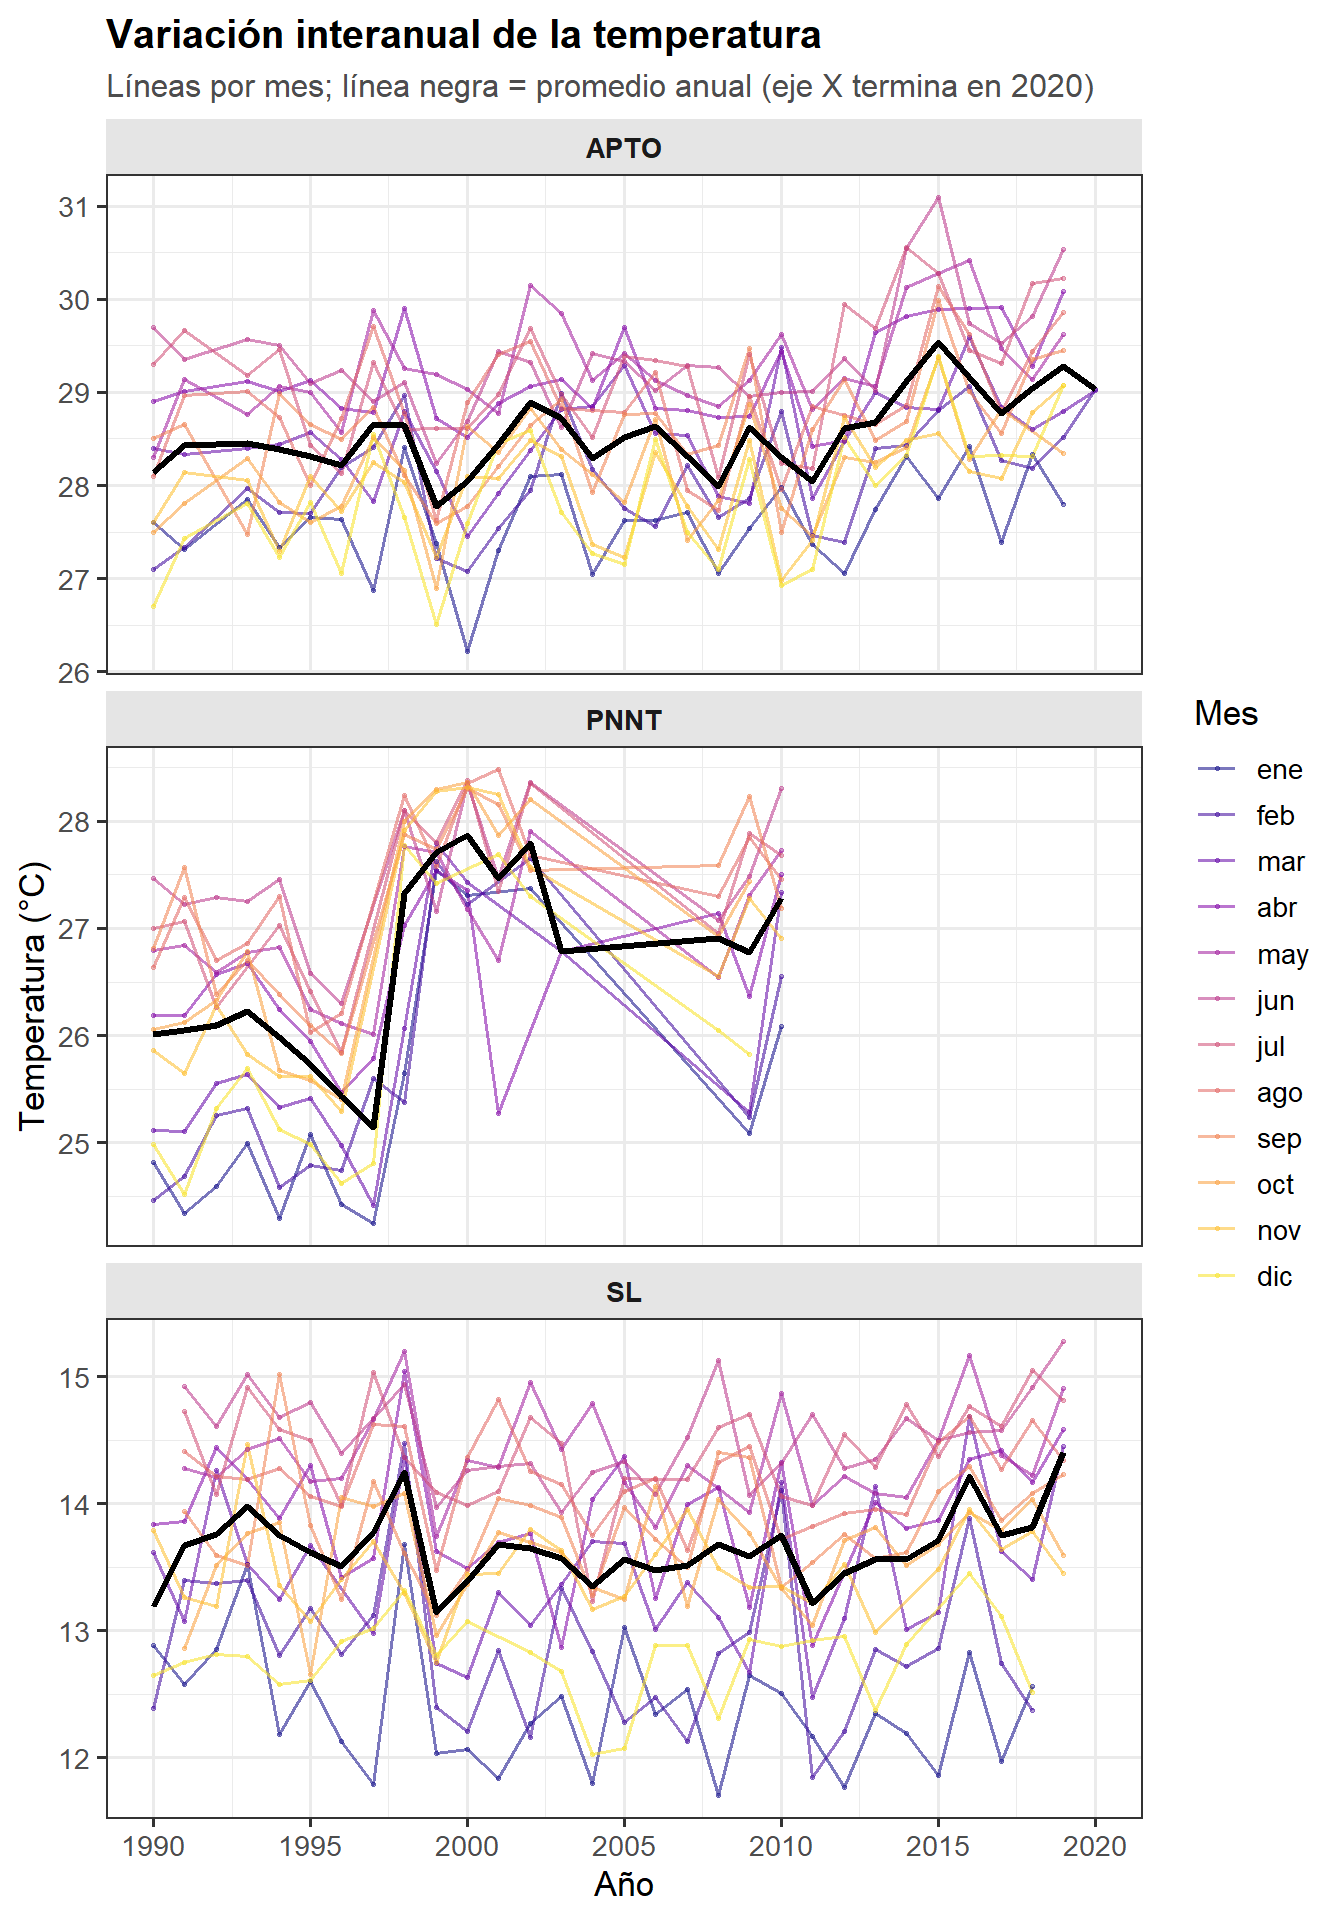 Variación interanual de la temperatura
Líneas por mes; línea negra = promedio anual (eje X termina en 2020)
APTO
31
30
29
28
27
26
PNNT
28
27
26
25
SL
15
14
13
12
1990 1995 2000 2005 2010 2015 2020
Año
Temperatura (°C)
Mes
ene
feb
mar
abr
may
jun
jul
ago
sep
oct
nov
dic